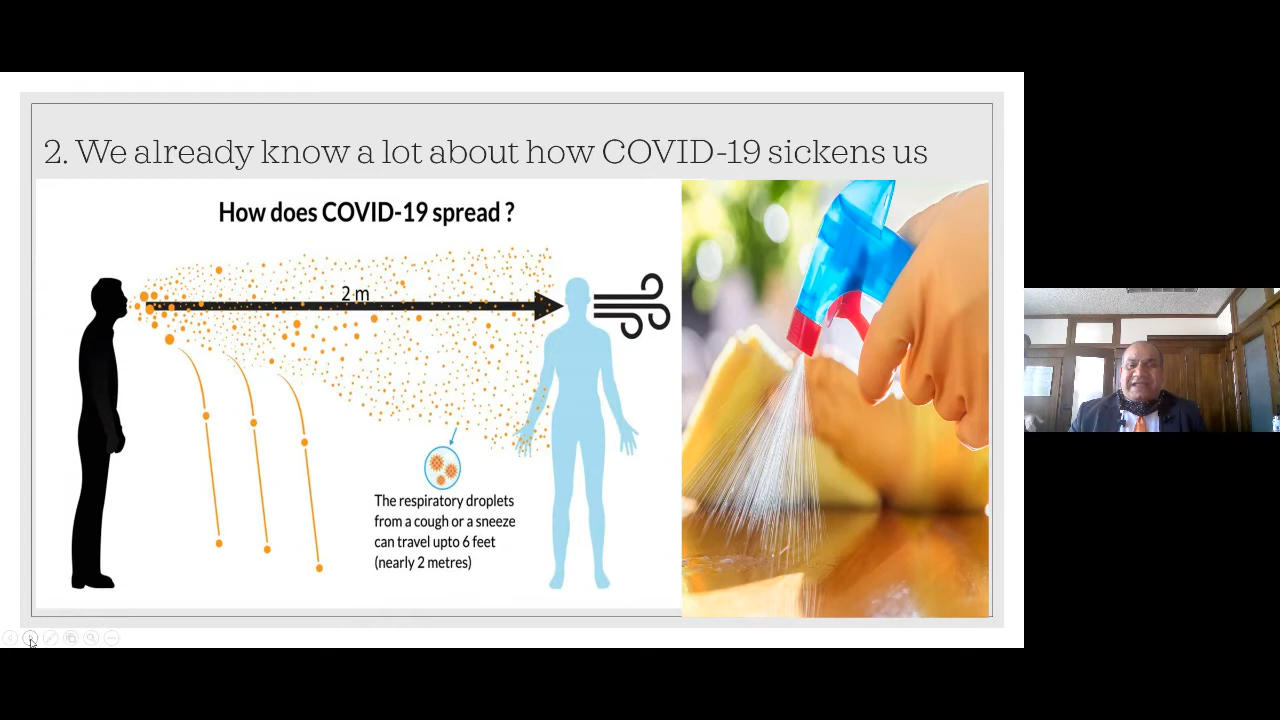 2. We already know a lot about how COVID-19 sickens us
How does COVID-19 spread ?
2 m
The respiratory droplets
from a cough or a sneeze
can travel upto 6 feet
(nearly 2 metres)